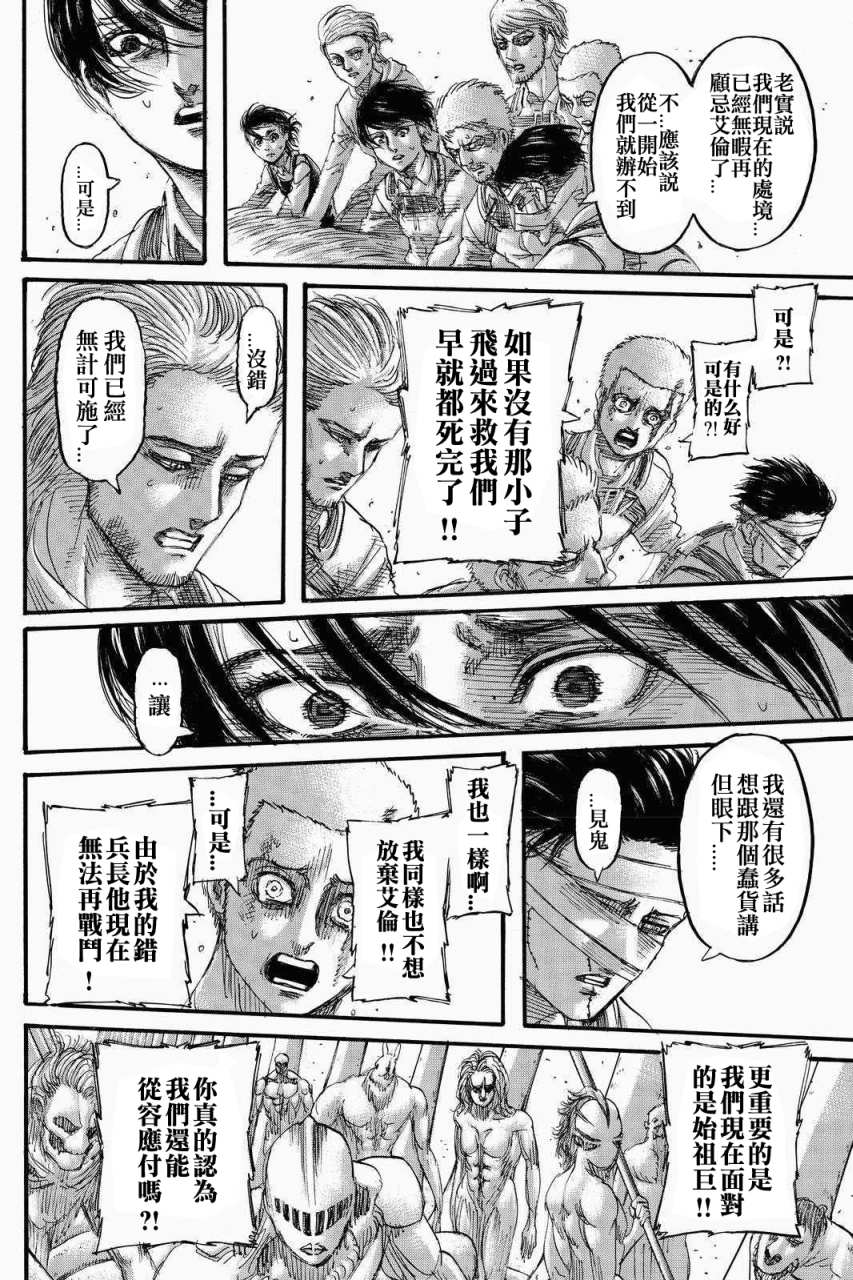 老實說
我們現在的處境…
已經無暇再
顧忌艾倫了…
不…應該說
從一開始
我們就辦不到
…可是…
可是?!
有什么好
可是的?!
如果沒有那小子
飛過來救我們
早就都死完了!!
…沒錯
我們已經
無計可施了…
…讓
我還有很多話
想跟那個蠢貨講
但眼下……
…見鬼
我也一樣啊…
我同樣也不想
放棄艾倫!!
…可是…
由於我的錯
兵長他現在
無法再戰鬥!
更重要的是
我們現在面對
的是始祖巨!!
你真的認為
我們還能
從容應付嗎?!